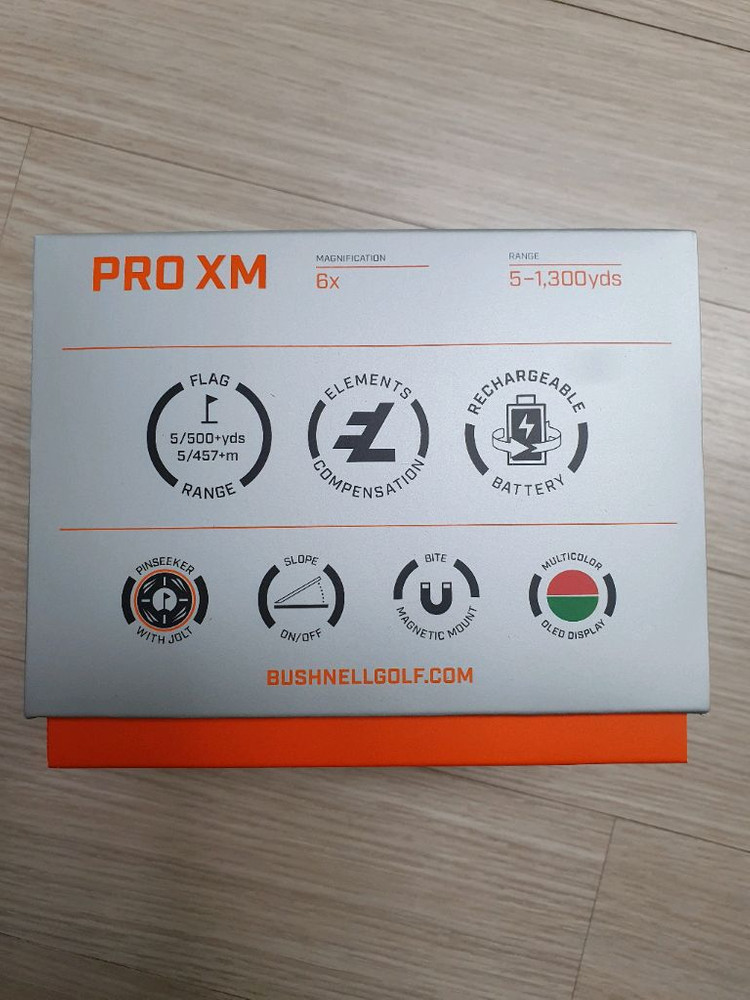 PRO XM
MAGNIFICATION
6x
RANGE
5-1,300yds
FLAG
5/500+yds
5/457+m
RANGE
ELEMENTS
COMPENSATION
RECHARGEABLE
BATTERY
PINSEEKER
WITH JOLT
SLOPE
ON/OFF
BITE
MAGNETIC MOUNT
MULTICOLOR
OLED DISPLAY
BUSHNELLGOLF.COM